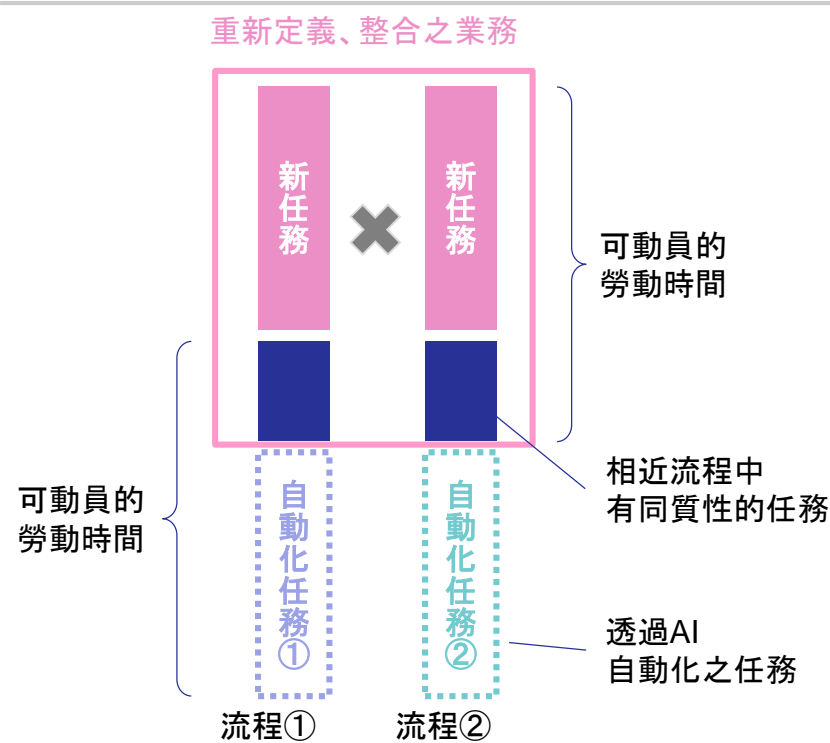 重新定義、整合之業務
新任務
新任務
可動員的
勞動時間
相近流程中
有同質性的任務
可動員的
勞動時間
自動化任務①
自動化任務②
透過AI
自動化之任務
流程①
流程②